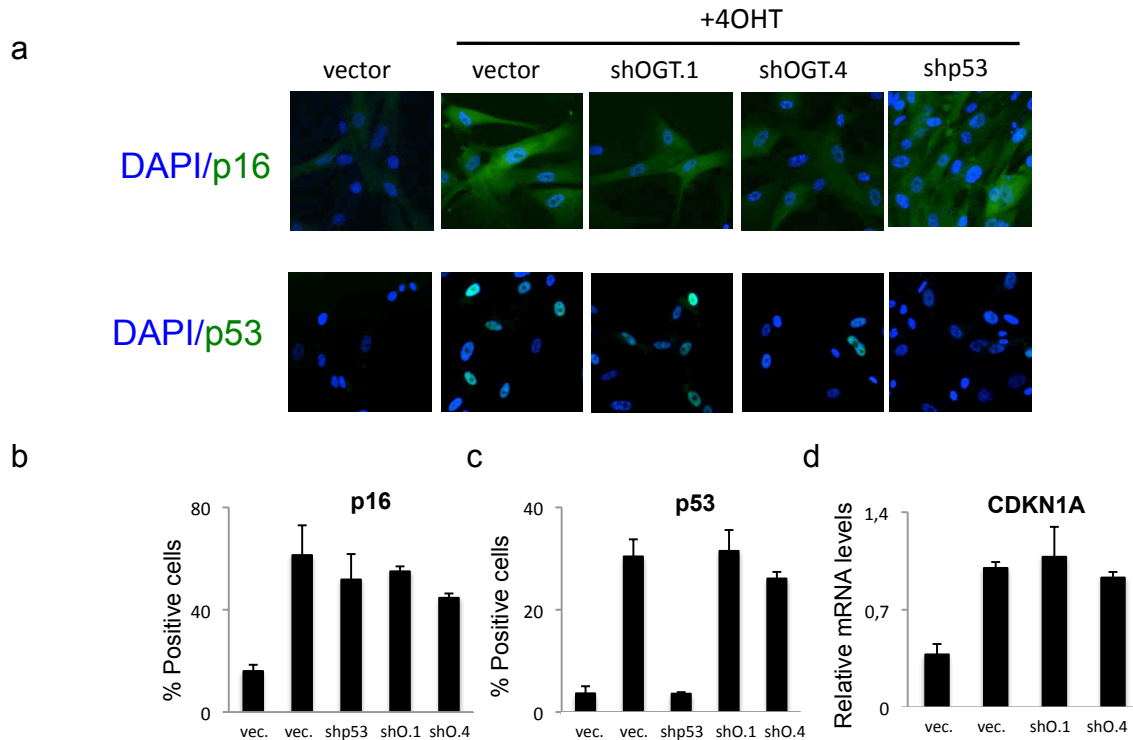 +4OHT
a
vector vector shOGT.1 shOGT.4 shp53
DAPI/p16
DAPI/p53
b
p16
% Positive cells
80
40
0
vec. vec. shp53 shO.1 shO.4
c
p53
% Positive cells
40
20
0
vec. vec. shp53 shO.1 shO.4
d
CDKN1A
Relative mRNA levels
1,4
0,7
0
vec. vec. shO.1 shO.4